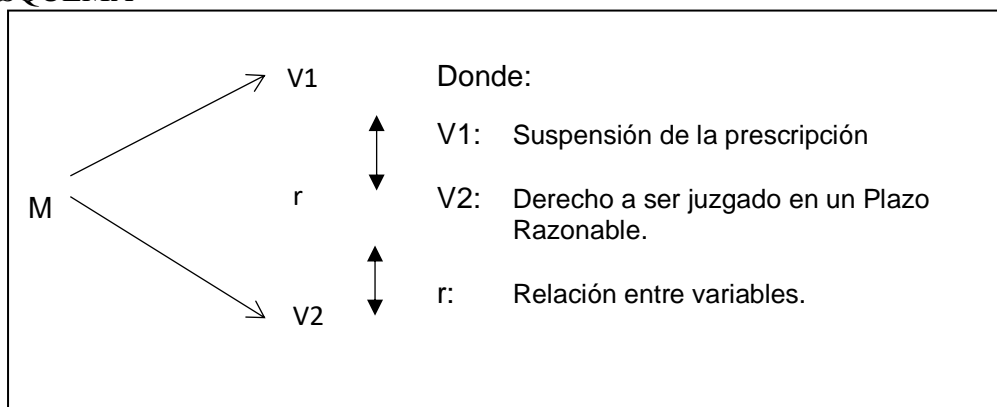 V1
M
r
V2
Donde:
V1: Suspensión de la prescripción
V2: Derecho a ser juzgado en un Plazo
Razonable.
r: Relación entre variables.